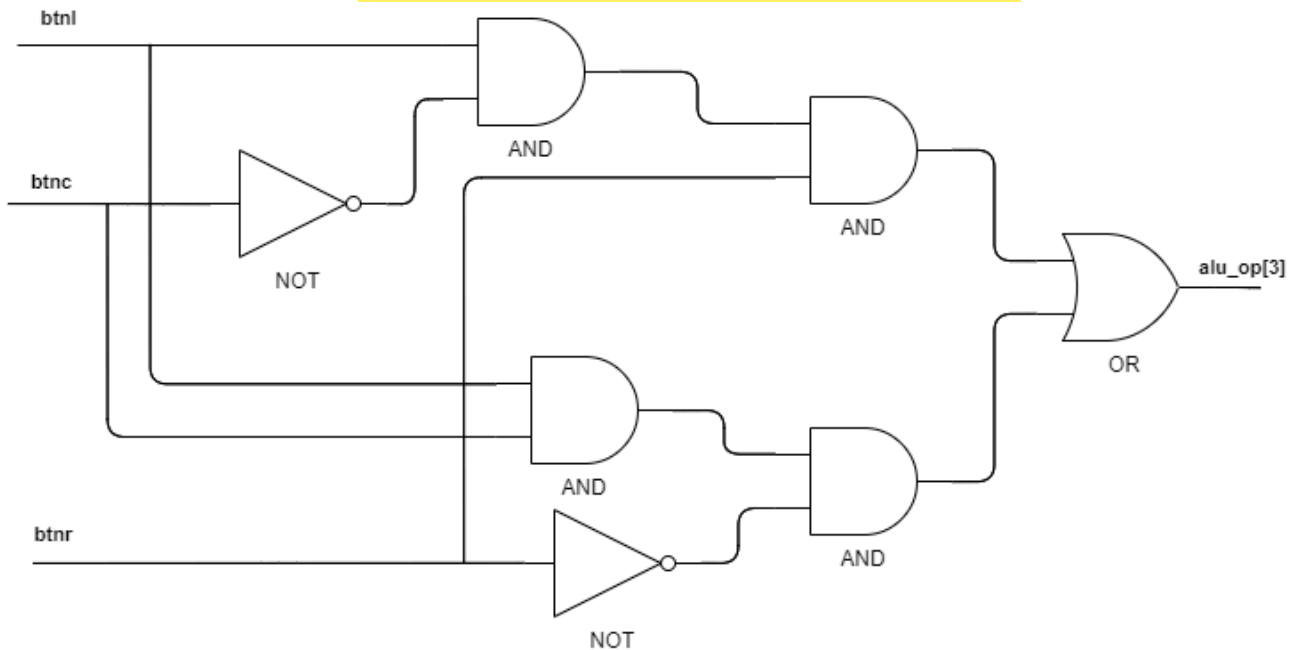 btnl
AND
btnc
AND
NOT
alu_op[3]
OR
AND
btnr
AND
NOT